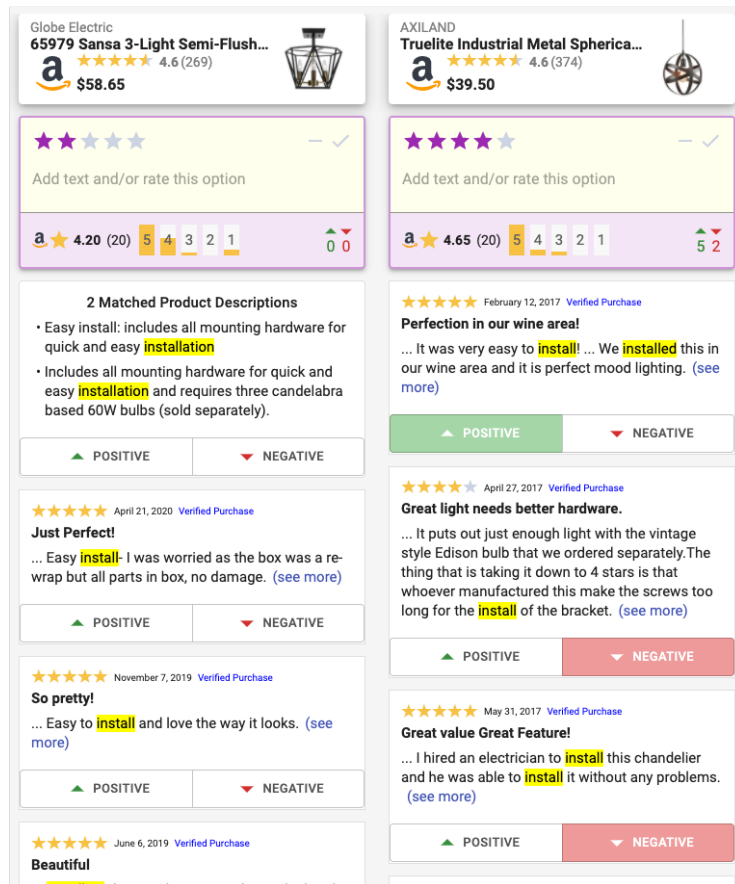 Globe Electric
65979 Sansa 3-Light Semi-Flush...
a 4.6 (269)
$58.65
Add text and/or rate this option
a 4.20 (20) 5 4 3 2 1 0 0
2 Matched Product Descriptions
• Easy install: includes all mounting hardware for
quick and easy installation
• Includes all mounting hardware for quick and
easy installation and requires three candelabra
based 60W bulbs (sold separately).
POSITIVE NEGATIVE
April 21, 2020 Verified Purchase
Just Perfect!
... Easy install- I was worried as the box was a re-
wrap but all parts in box, no damage. (see more)
POSITIVE NEGATIVE
November 7, 2019 Verified Purchase
So pretty!
... Easy to install and love the way it looks. (see
more)
POSITIVE NEGATIVE
June 6, 2019 Verified Purchase
Beautiful
AXILAND
Truelite Industrial Metal Spherica...
a 4.6 (374)
$39.50
Add text and/or rate this option
a 4.65 (20) 5 4 3 2 1 5 2
February 12, 2017 Verified Purchase
Perfection in our wine area!
... It was very easy to install! ... We installed this in
our wine area and it is perfect mood lighting. (see
more)
POSITIVE NEGATIVE
April 27, 2017 Verified Purchase
Great light needs better hardware.
... It puts out just enough light with the vintage
style Edison bulb that we ordered separately.The
thing that is taking it down to 4 stars is that
whoever manufactured this make the screws too
long for the install of the bracket. (see more)
POSITIVE NEGATIVE
May 31, 2017 Verified Purchase
Great value Great Feature!
... I hired an electrician to install this chandelier
and he was able to install it without any problems.
(see more)
POSITIVE NEGATIVE